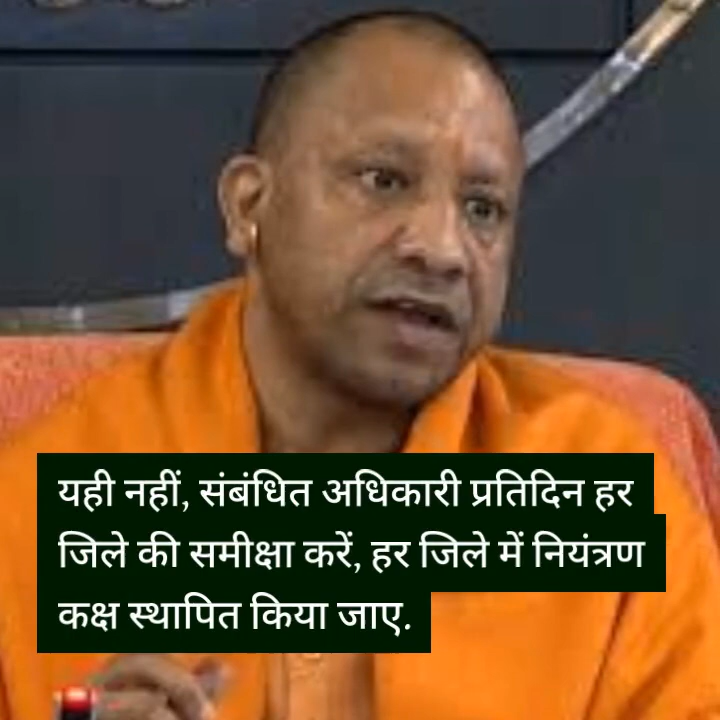 यही नहीं, संबंधित अधिकारी प्रतिदिन हर
जिले की समीक्षा करें, हर जिले में नियंत्रण
कक्ष स्थापित किया जाए.